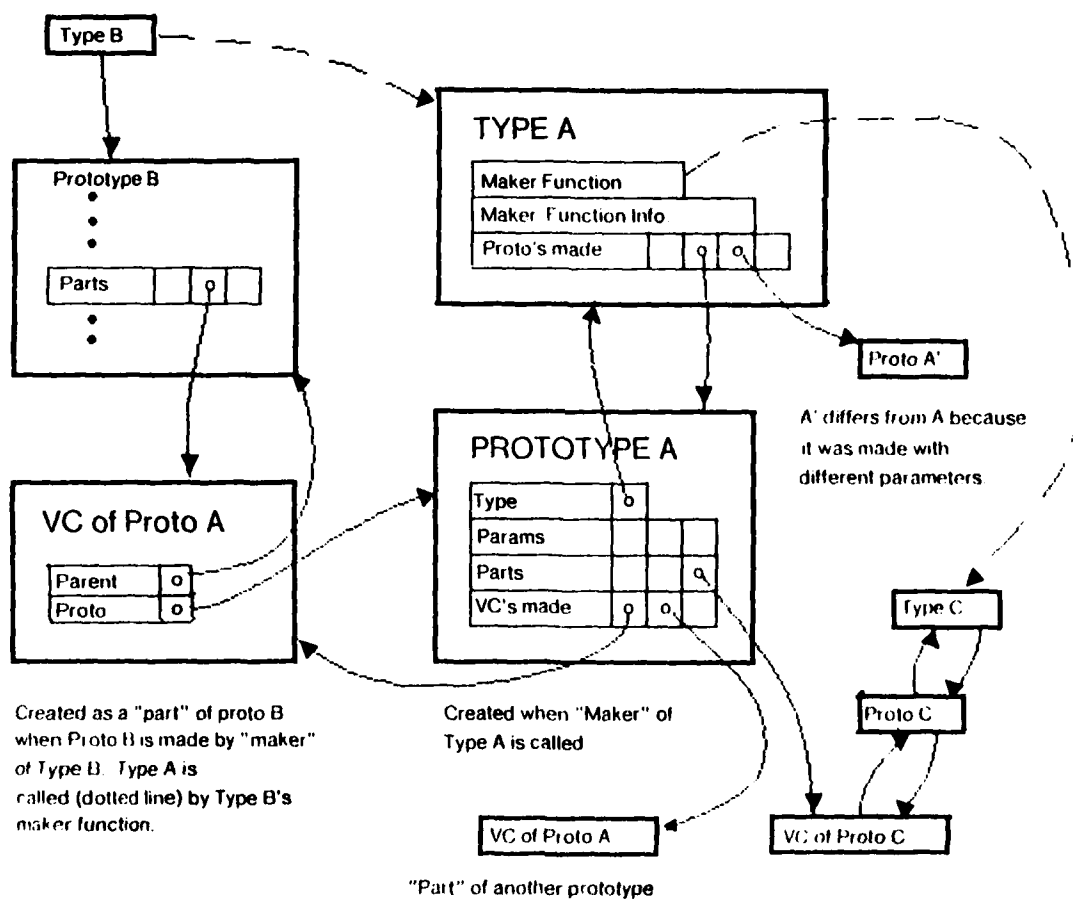 Type B
TYPE A
Maker Function
Maker Function Info
Proto's made
Prototype B
Parts
Proto A'
A' differs from A because
it was made with
different parameters.
PROTOTYPE A
Type
Params
Parts
VC's made
VC of Proto A
Parent
Proto
Type C
Proto C
VC of Proto C
Created as a "part" of proto B
when Proto B is made by "maker"
of Type B. Type A is
called (dotted line) by Type B's
maker function.
Created when "Maker" of
Type A is called
VC of Proto A
"Part" of another prototype